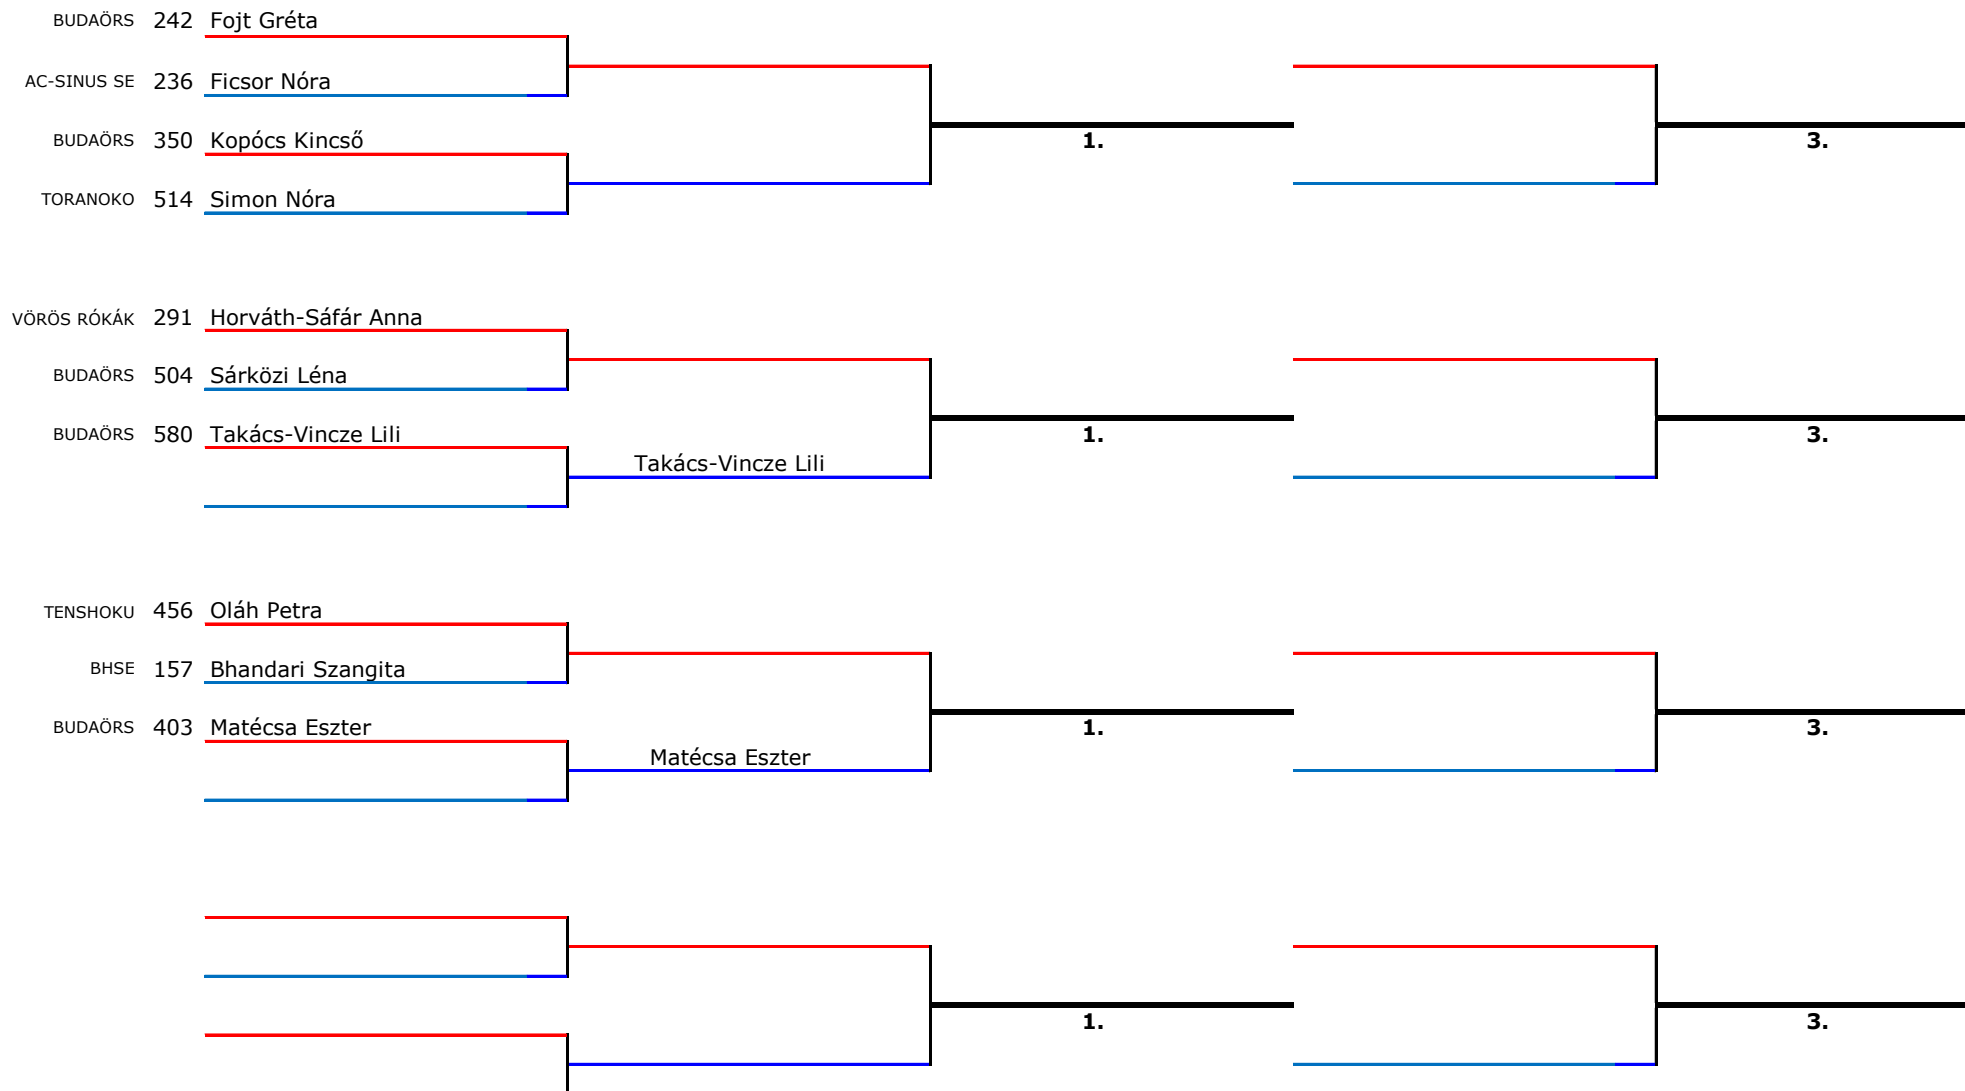 BUDAÖRS 242 Fojt Gréta
AC-SINUS SE 236 Ficsor Nóra
1. 3.
BUDAÖRS 350 Kopócs Kincső
TORANOKO 514 Simon Nóra
VÖRÖS RÓKÁK 291 Horváth-Sáfár Anna
BUDAÖRS 504 Sárközi Léna
BUDAÖRS 580 Takács-Vincze Lili 1. 3.
Takács-Vincze Lili
TENSHOKU 456 Oláh Petra
BHSE 157 Bhandari Szangita
BUDAÖRS 403 Matécsa Eszter 1. 3.
Matécsa Eszter
1. 3.